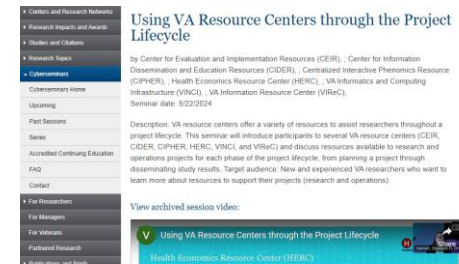 Centers and Research Networks
Research Impacts and Awards
Studies and Citations
Research Topics
Cyberseminars
Cyberseminars Home
Upcoming
Past Sessions
Series
Accredited Continuing Education
FAQ
Contact
For Researchers
For Managers
For Veterans
Partnered Research
Using VA Resource Centers through the Project
Lifecycle
by Center for Evaluation and Implementation Resources (CEIR), ; Center for Information
Dissemination and Education Resources (CIDER), ; Centralized Interactive Phenomics Resource
(CIPHER), ; Health Economics Resource Center (HERC), ; VA Informatics and Computing
Infrastructure (VINCI), ; VA Information Resource Center (VIReC),
Seminar date: 5/22/2024
Description: VA resource centers offer a variety of resources to assist researchers throughout a
project lifecycle. This seminar will introduce participants to several VA resource centers (CEIR,
CIDER, CIPHER, HERC, VINCI, and VIReC) and discuss resources available to research and
operations projects for each phase of the project lifecycle, from planning a project through
disseminating study results. Target audience: New and experienced VA researchers who want to
learn more about resources to support their projects (research and operations)
View archived session video:
V Using VA Resource Centers through the Project Lifecycle
Share
Health Economics Resource Center (HERC)